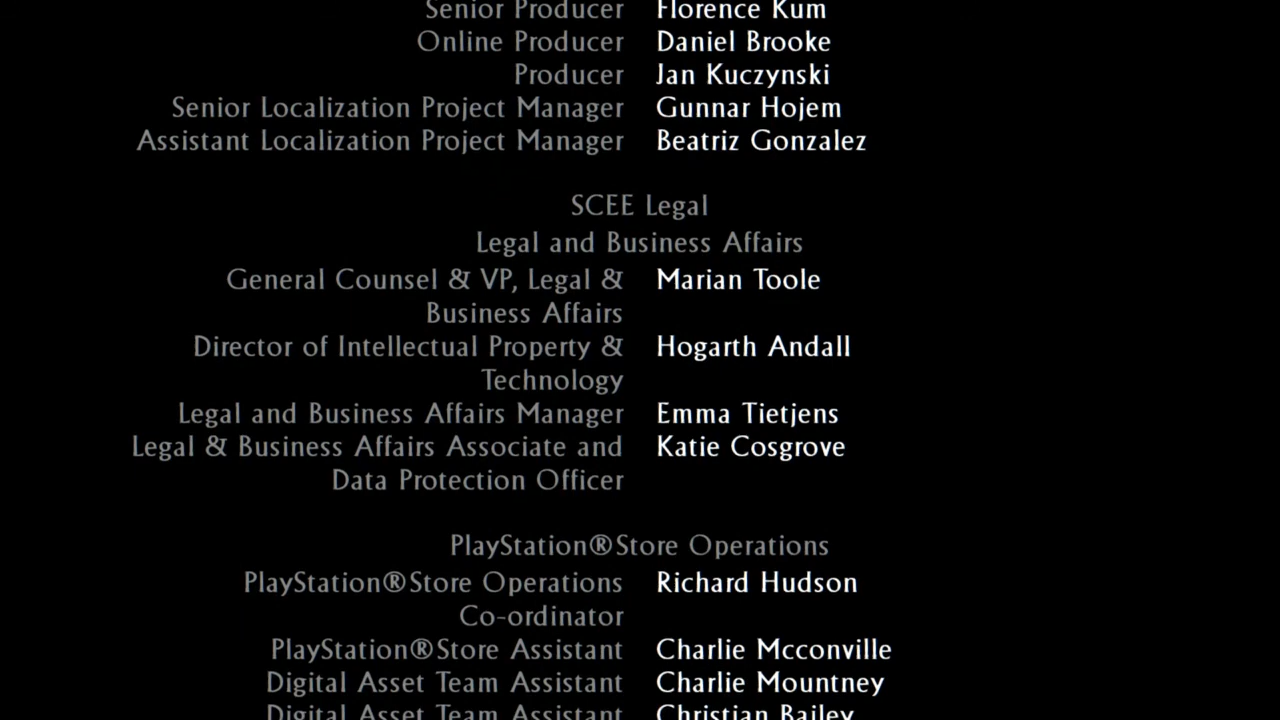 Senior Producer Florence Kum
Online Producer Daniel Brooke
Producer Jan Kuczynski
Senior Localization Project Manager Gunnar Hojem
Assistant Localization Project Manager Beatriz Gonzalez
SCEE Legal
Legal and Business Affairs
General Counsel & VP, Legal & Marian Toole
Business Affairs
Director of Intellectual Property & Hogarth Andall
Technology
Legal and Business Affairs Manager Emma Tietjens
Legal & Business Affairs Associate and Katie Cosgrove
Data Protection Officer
PlayStation®Store Operations
PlayStation®Store Operations Richard Hudson
Co-ordinator
PlayStation®Store Assistant Charlie Mcconville
Digital Asset Team Assistant Charlie Mountney
Digital Asset Team Assistant Christian Bailey